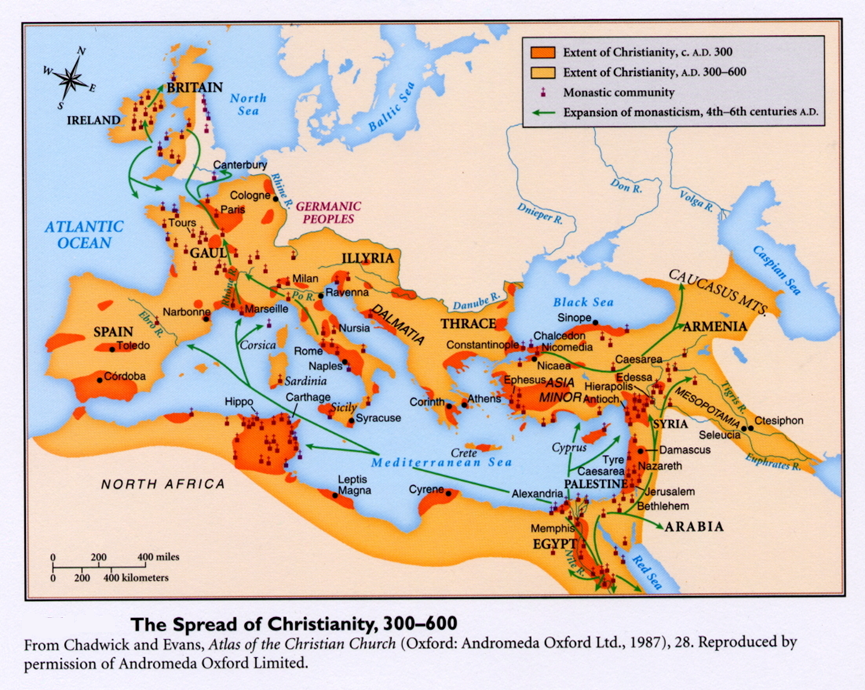 Extent of Christianity, c. A.D. 300
Extent of Christianity, A.D. 300–600
Monastic community
Expansion of monasticism, 4th–6th centuries A.D.
N
W
E
S
BRITAIN
IRELAND
North
Sea
Baltic Sea
Canterbury
Cologne
Rhine R.
GERMANIC
PEOPLES
Paris
Tours
GAUL
ATLANTIC
OCEAN
Dnieper R.
Don R.
Volga R.
Caspian Sea
CAUCASUS MTS.
ILLYRIA
Milan
Po R.
Ravenna
Rhône R.
Danube R.
Black Sea
Sinope
ARMENIA
Narbonne
Marseille
Ebro R.
SPAIN
Toledo
Córdoba
Corsica
Nursia
Rome
Naples
DALMATIA
THRACE
Constantinople
Chalcedon
Nicomedia
Nicaea
Caesarea
Ephesus
ASIA
MINOR
Edessa
Hierapolis
Antioch
MESOPOTAMIA
Tigris R.
Sardinia
Sicily
Syracuse
Corinth
Athens
Hippo
Carthage
Crete
Cyprus
SYRIA
Ctesiphon
Seleucia
Euphrates R.
Damascus
Tyre
Caesarea
Nazareth
PALESTINE
Mediterranean Sea
NORTH AFRICA
Leptis
Magna
Cyrene
Alexandria
Jerusalem
Bethlehem
Memphis
EGYPT
Nile R.
ARABIA
Red Sea
0 200 400 miles
0 200 400 kilometers
The Spread of Christianity, 300–600
From Chadwick and Evans, Atlas of the Christian Church (Oxford: Andromeda Oxford Ltd., 1987), 28. Reproduced by
permission of Andromeda Oxford Limited.